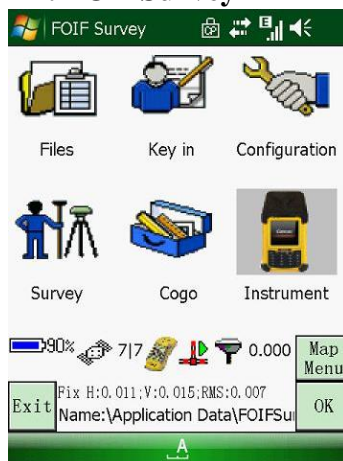 FOIF Survey
Files
Key in
Configuration
Survey
Cogo
Instrument
90% 7|7 0.000 Map Menu
Exit Fix H:0.011;V:0.015;RMS:0.007 OK
Name:\Application Data\FOIFSu
A